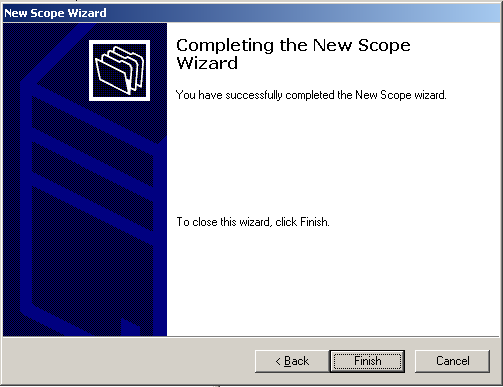 New Scope Wizard
Completing the New Scope
Wizard
You have successfully completed the New Scope wizard.
To close this wizard, click Finish.
< Back
Finish
Cancel